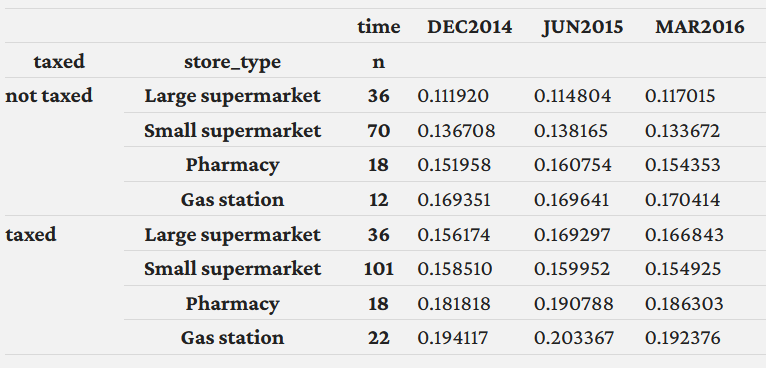 time DEC2014 JUN2015 MAR2016
taxed store_type n
not taxed Large supermarket 36 0.111920 0.114804 0.117015
Small supermarket 70 0.136708 0.138165 0.133672
Pharmacy 18 0.151958 0.160754 0.154353
Gas station 12 0.169351 0.169641 0.170414
taxed Large supermarket 36 0.156174 0.169297 0.166843
Small supermarket 101 0.158510 0.159952 0.154925
Pharmacy 18 0.181818 0.190788 0.186303
Gas station 22 0.194117 0.203367 0.192376